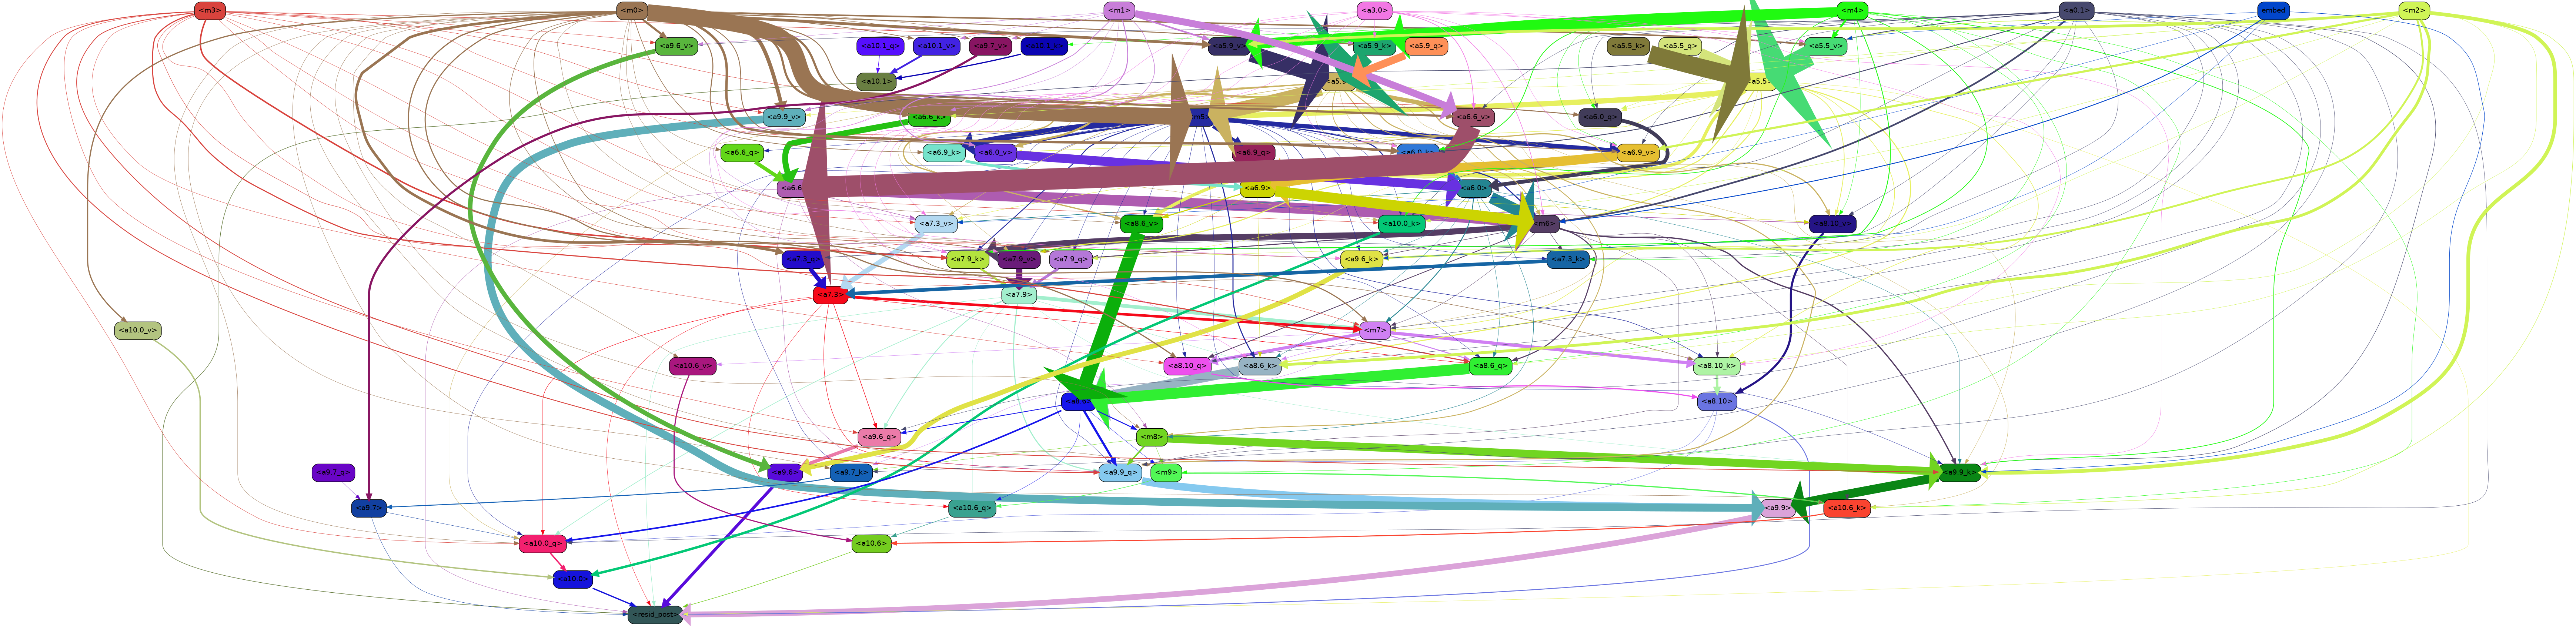 <m3> <m0> <m1> <a3.0> <m4> <a0.1> embed <m2>
<a9.6_v> <a10.1_q> <a10.1_v> <a9.7_v> <a10.1_k> <a5.9_v> <a5.9_k> <a5.9_q> <a5.5_k> <a5.5_q> <a5.5_v>
<a10.1> <a5.5>
<a9.9_v> <a6.6_k> <m5> <a6.6_v> <a6.0_q>
<a6.6_q> <a6.9_k> <a6.0_v> <a6.9_q> <a6.0_k> <a6.9_v>
<a6.9> <a6.0>
<a7.3_v> <a8.6_v> <a10.0_k> <m6> <a8.10_v>
<a7.3_q> <a7.9_k> <a7.9_v> <a7.9_q> <a9.6_k> <a7.3_k>
<a7.3> <a7.9>
<a10.0_v> <m7>
<a10.6_v> <a8.10_q> <a8.6_k> <a8.6_q> <a8.10_k>
<a8.10>
<a9.6_q> <m8>
<a9.7_q> <a9.6> <a9.7_k> <a9.9_q> <m9> <a9.9_k>
<a9.7> <a10.6_q> <a9.9> <a10.6_k>
<a10.0_q> <a10.6>
<a10.0>
<resid_post>